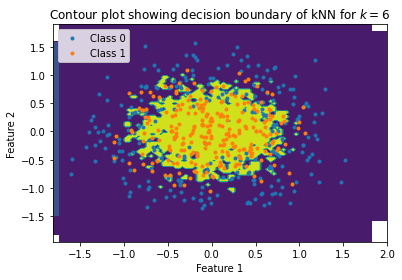 Contour plot showing decision boundary of kNN for k = 6
Class 0
Class 1
Feature 2
1.5
1.0
0.5
0.0
−0.5
−1.0
−1.5
−1.5 −1.0 −0.5 0.0 0.5 1.0 1.5 2.0
Feature 1